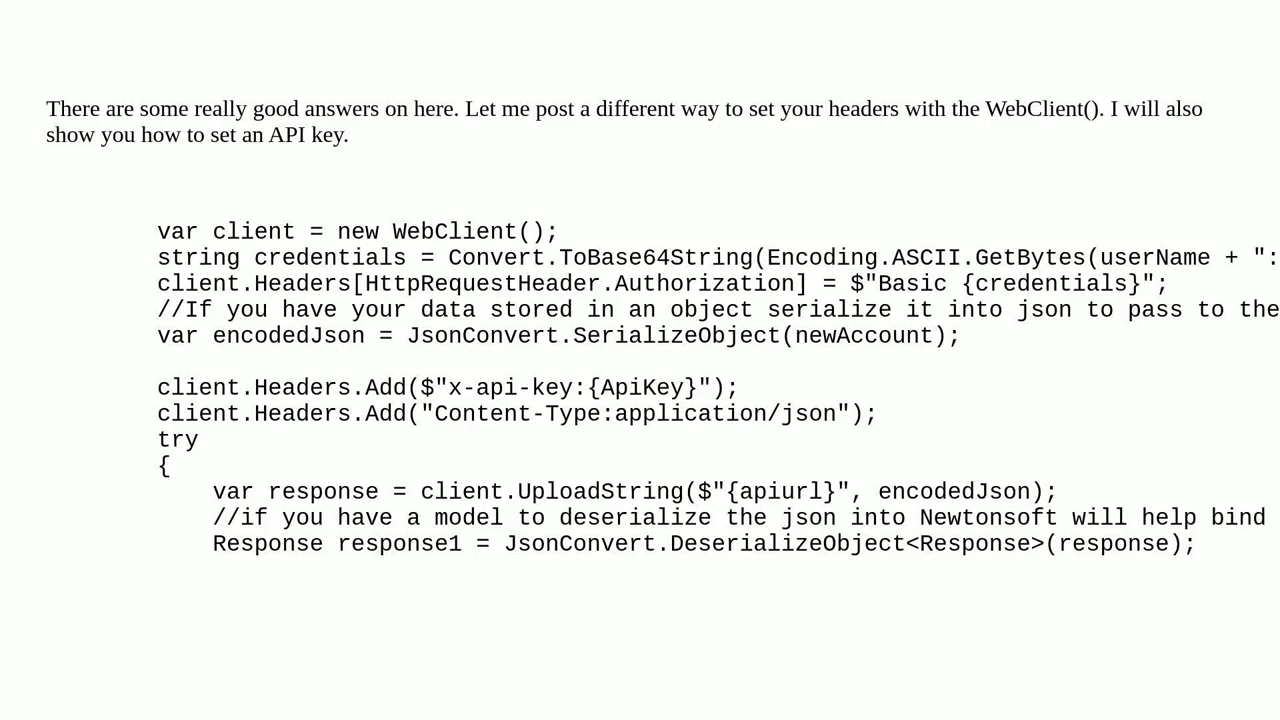 There are some really good answers on here. Let me post a different way to set your headers with the WebClient(). I will also
show you how to set an API key.
var client = new WebClient();
string credentials = Convert.ToBase64String(Encoding.ASCII.GetBytes(userName + ":
client.Headers[HttpRequestHeader.Authorization] = $"Basic {credentials}";
//If you have your data stored in an object serialize it into json to pass to the
var encodedJson = JsonConvert.SerializeObject(newAccount);
client.Headers.Add($"x-api-key:{ApiKey}");
client.Headers.Add("Content-Type:application/json");
try
{
    var response = client.UploadString($"{apiurl}", encodedJson);
    //if you have a model to deserialize the json into Newtonsoft will help bind
    Response response1 = JsonConvert.DeserializeObject<Response>(response);